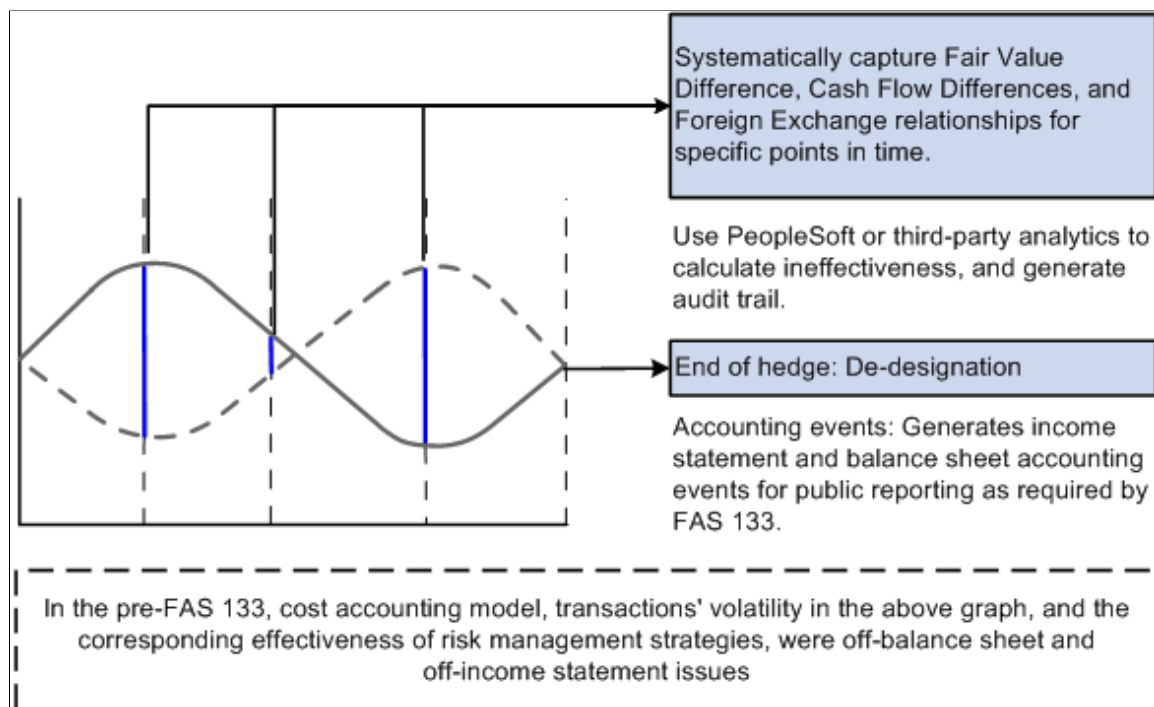 Systematically capture Fair Value
Difference, Cash Flow Differences, and
Foreign Exchange relationships for
specific points in time.
Use PeopleSoft or third-party analytics to
calculate ineffectiveness, and generate
audit trail.
End of hedge: De-designation
Accounting events: Generates income
statement and balance sheet accounting
events for public reporting as required by
FAS 133.
In the pre-FAS 133, cost accounting model, transactions' volatility in the above graph, and the
corresponding effectiveness of risk management strategies, were off-balance sheet and
off-income statement issues